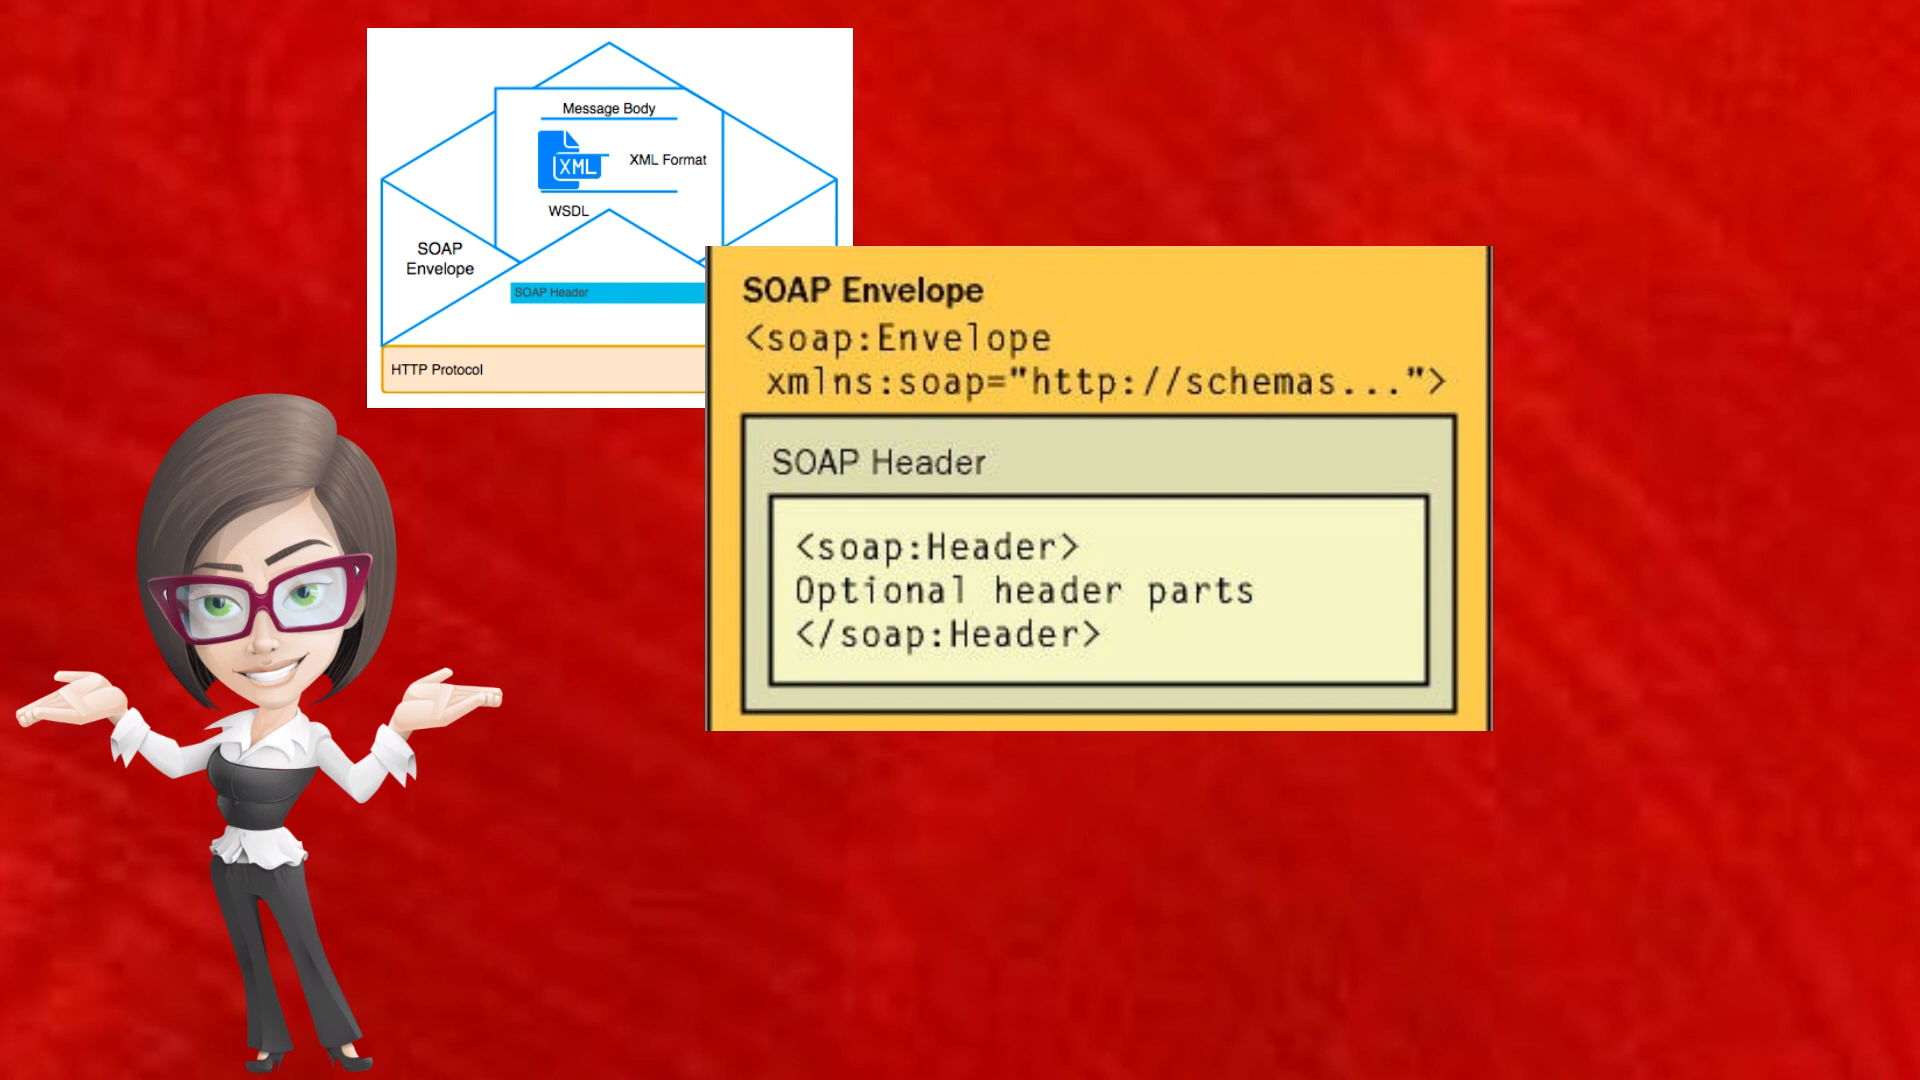 Message Body
XML
XML Format
WSDL
SOAP
Envelope
SOAP Header
HTTP Protocol
SOAP Envelope
<soap:Envelope
xmlns:soap="http://schemas...">
SOAP Header
<soap:Header>
Optional header parts
</soap:Header>